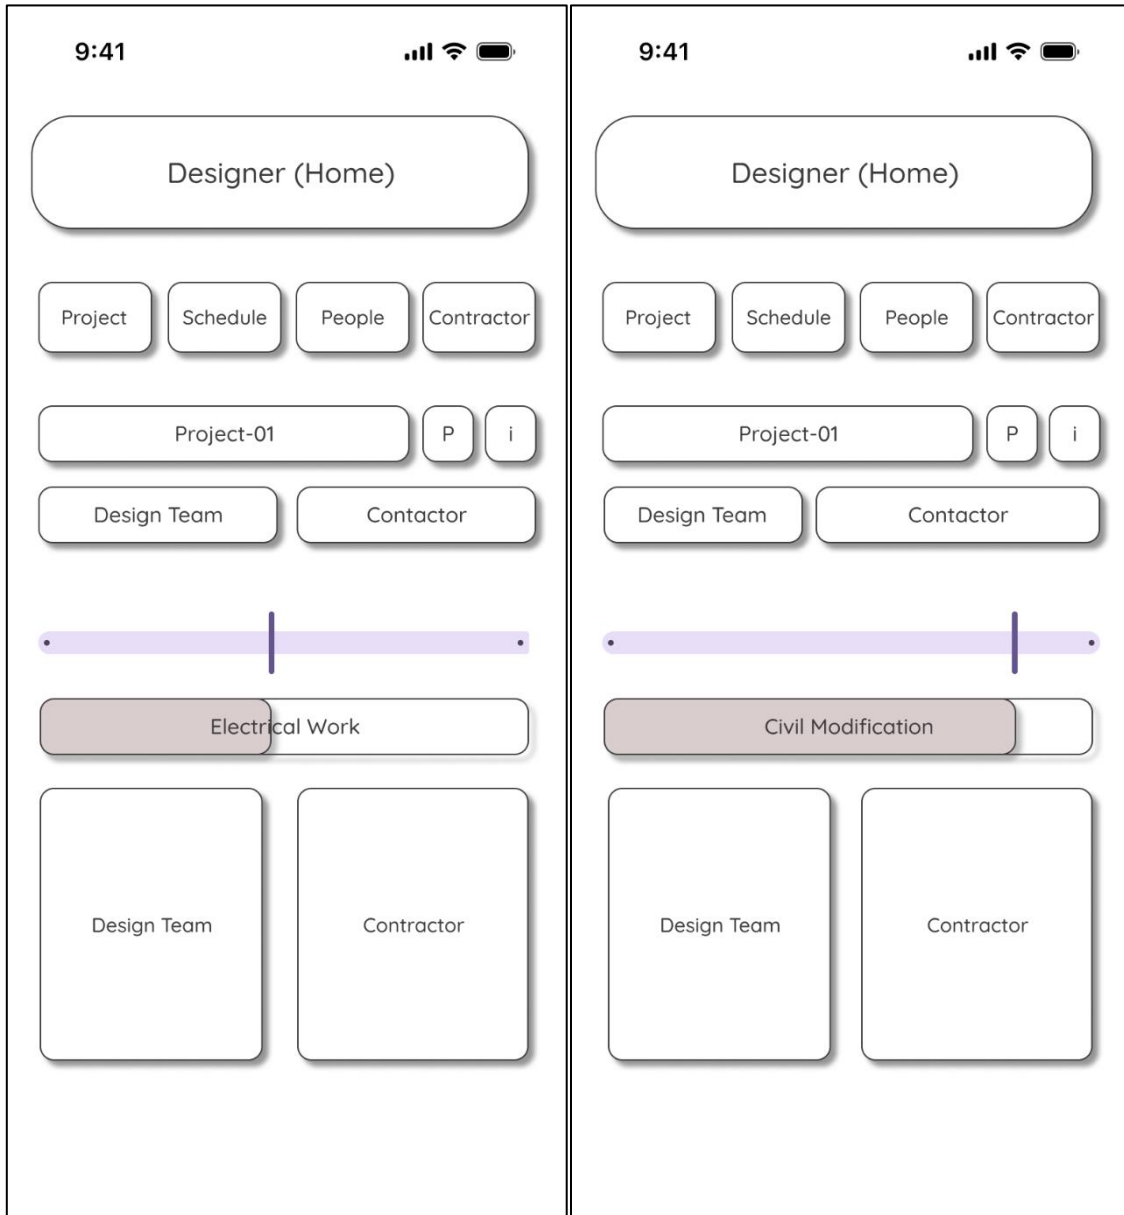 9:41
Designer (Home)
Project Schedule People Contractor
Project-01 P i
Design Team Contactor
Electrical Work
Design Team Contractor
9:41
Designer (Home)
Project Schedule People Contractor
Project-01 P i
Design Team Contactor
Civil Modification
Design Team Contractor